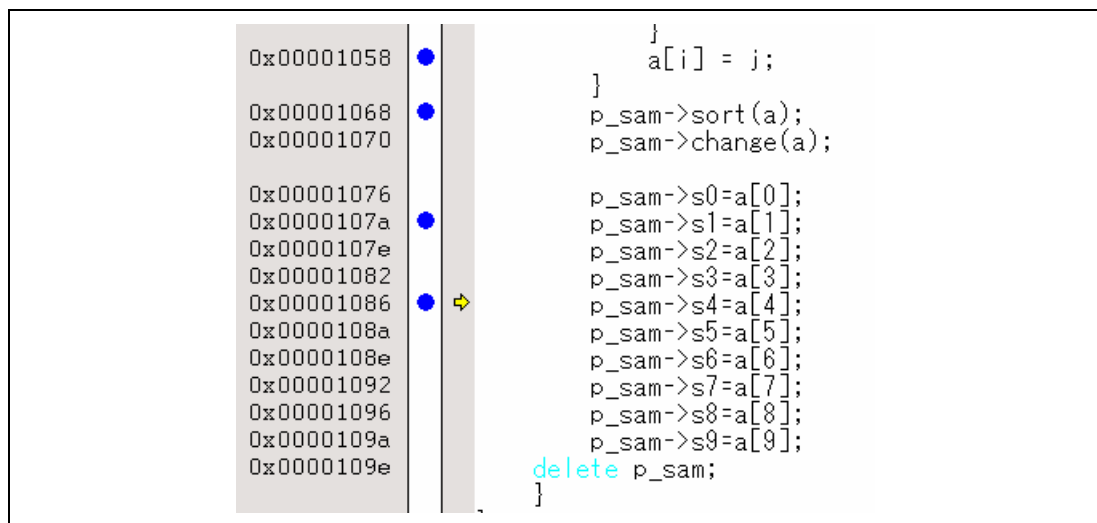 }
0x00001058 a[i] = j;
}
0x00001068 p_sam->sort(a);
0x00001070 p_sam->change(a);
0x00001076 p_sam->s0=a[0];
0x0000107a p_sam->s1=a[1];
0x0000107e p_sam->s2=a[2];
0x00001082 p_sam->s3=a[3];
0x00001086 p_sam->s4=a[4];
0x0000108a p_sam->s5=a[5];
0x0000108e p_sam->s6=a[6];
0x00001092 p_sam->s7=a[7];
0x00001096 p_sam->s8=a[8];
0x0000109a p_sam->s9=a[9];
0x0000109e delete p_sam;
}